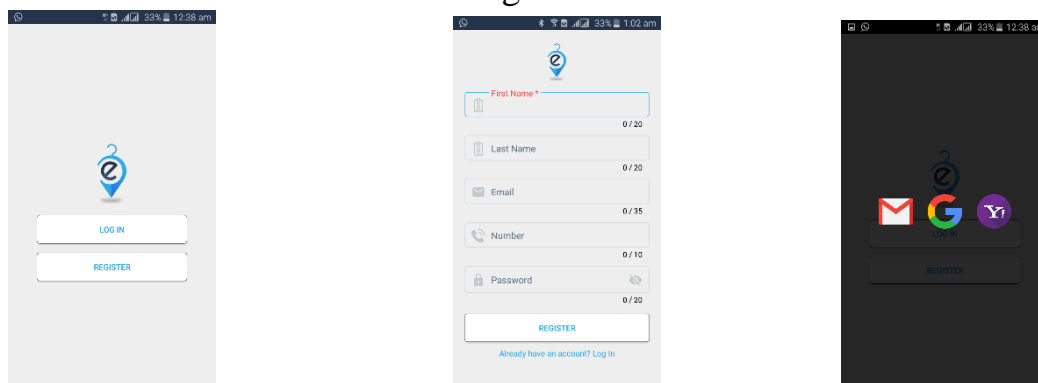 33% 12:38 am
LOG IN
REGISTER
33% 1:02 am
e
First Name *
0 / 20
Last Name
0 / 20
Email
0 / 35
Number
0 / 10
Password
0 / 20
REGISTER
Already have an account? Log In
33% 12:38 am
LOG IN
REGISTER